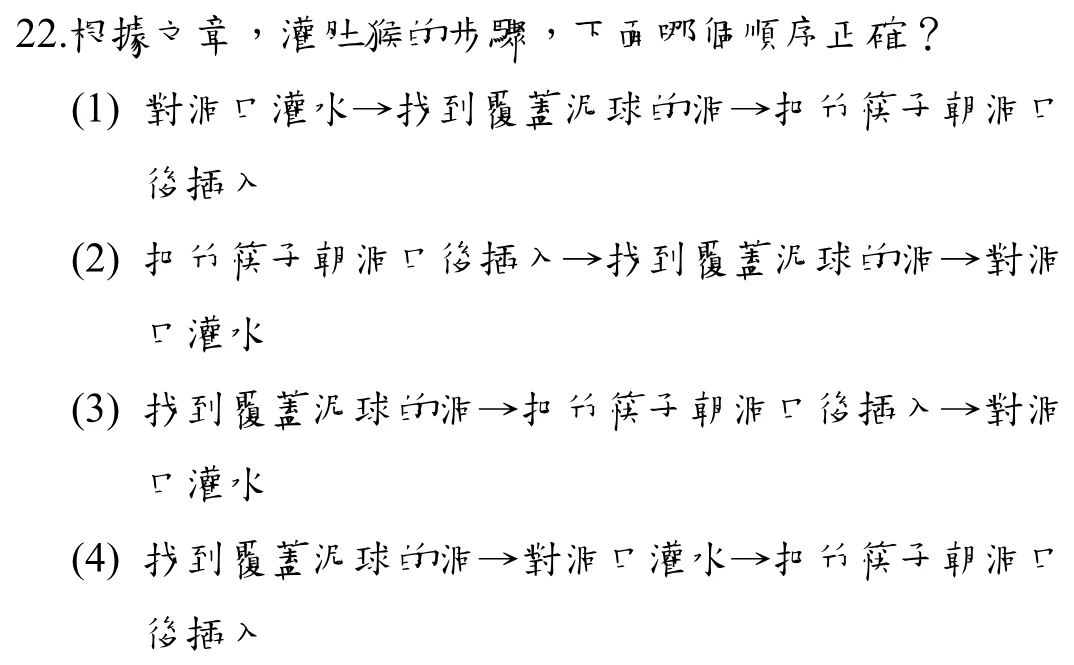 22.根據文章，灌肚猴的步驟，下面哪個順序正確？
(1) 對洞口灌水→找到覆蓋泥球的洞→把竹筷子朝洞口
後插入
(2) 把竹筷子朝洞口後插入→找到覆蓋泥球的洞→對洞
口灌水
(3) 找到覆蓋泥球的洞→把竹筷子朝洞口後插入→對洞
口灌水
(4) 找到覆蓋泥球的洞→對洞口灌水→把竹筷子朝洞口
後插入